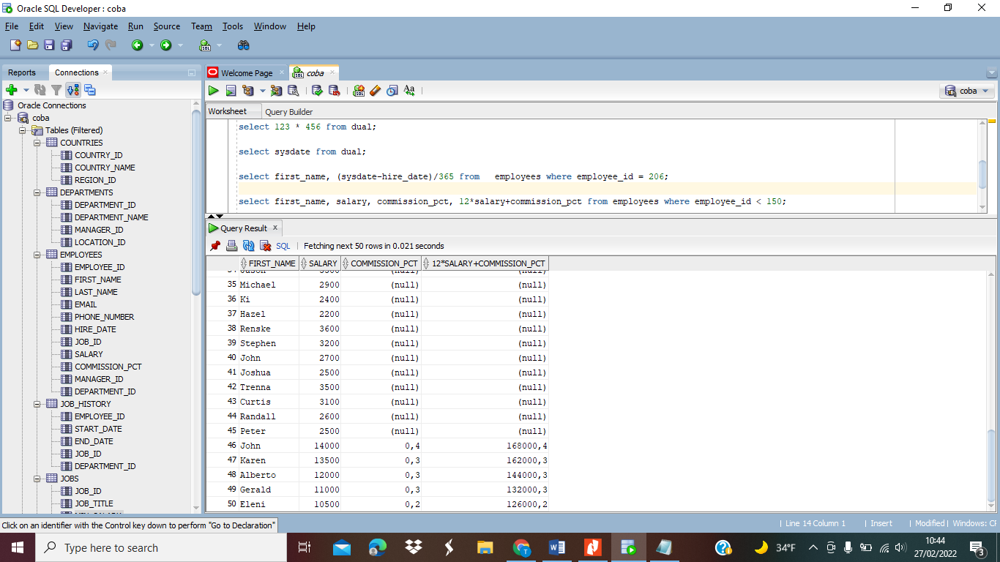 Oracle SQL Developer : coba
File Edit View Navigate Run Source Team Tools Window Help
Reports
Connections
Welcome Page
coba
coba
Oracle Connections
coba
Tables (Filtered)
COUNTRIES
COUNTRY_ID
COUNTRY_NAME
REGION_ID
DEPARTMENTS
DEPARTMENT_ID
DEPARTMENT_NAME
MANAGER_ID
LOCATION_ID
EMPLOYEES
EMPLOYEE_ID
FIRST_NAME
LAST_NAME
EMAIL
PHONE_NUMBER
HIRE_DATE
JOB_ID
SALARY
COMMISSION_PCT
MANAGER_ID
DEPARTMENT_ID
JOB_HISTORY
EMPLOYEE_ID
START_DATE
END_DATE
JOB_ID
DEPARTMENT_ID
JOBS
JOB_ID
JOB_TITLE
Worksheet Query Builder
select 123 * 456 from dual;
select sysdate from dual;
select first_name, (sysdate-hire_date)/365 from   employees where employee_id = 206;
select first_name, salary, commission_pct, 12*salary+commission_pct from employees where employee_id < 150;
Query Result
SQL | Fetching next 50 rows in 0.021 seconds
FIRST_NAME SALARY COMMISSION_PCT 12*SALARY+COMMISSION_PCT
35 Michael 2900 (null) (null)
36 Ki 2400 (null) (null)
37 Hazel 2200 (null) (null)
38 Renske 3600 (null) (null)
39 Stephen 3200 (null) (null)
40 John 2700 (null) (null)
41 Joshua 2500 (null) (null)
42 Trenna 3500 (null) (null)
43 Curtis 3100 (null) (null)
44 Randall 2600 (null) (null)
45 Peter 2500 (null) (null)
46 John 14000 0,4 168000,4
47 Karen 13500 0,3 162000,3
48 Alberto 12000 0,3 144000,3
49 Gerald 11000 0,3 132000,3
50 Eleni 10500 0,2 126000,2
Click on an identifier with the Control key down to perform "Go to Declaration"
| Line 14 Column 1 | Insert | Modified | Windows: CF
Type here to search
34°F
10:44
27/02/2022
3